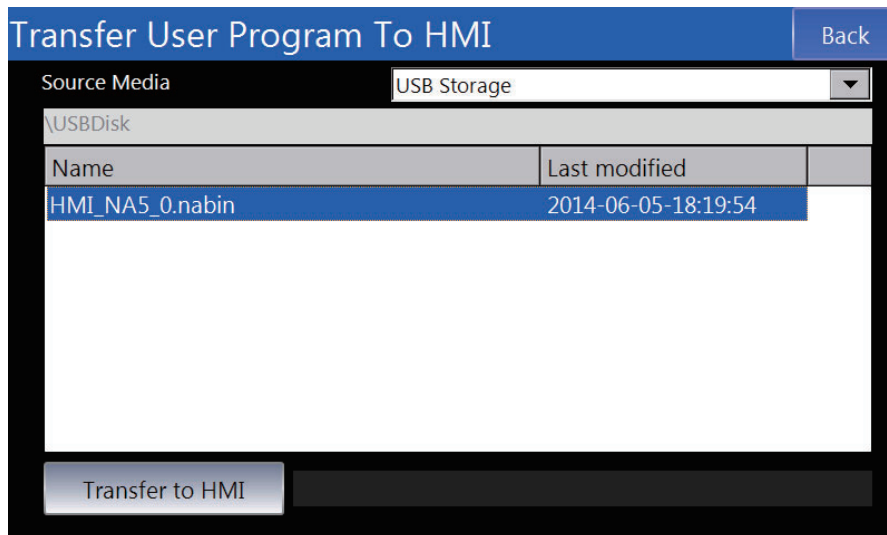 Transfer User Program To HMI Back
Source Media USB Storage
\USBDisk
Name Last modified
HMI_NA5_0.nabin 2014-06-05-18:19:54
Transfer to HMI